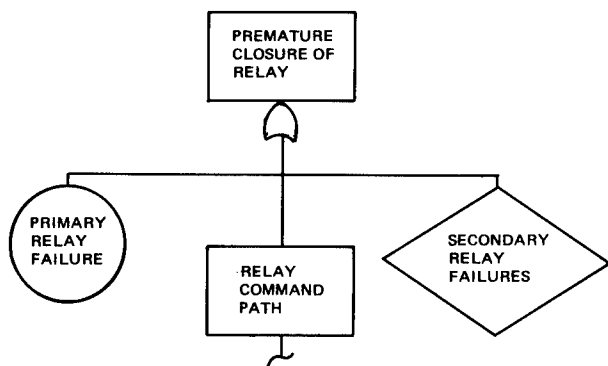 PREMATURE
CLOSURE OF
RELAY
PRIMARY
RELAY
FAILURE
RELAY
COMMAND
PATH
SECONDARY
RELAY
FAILURES